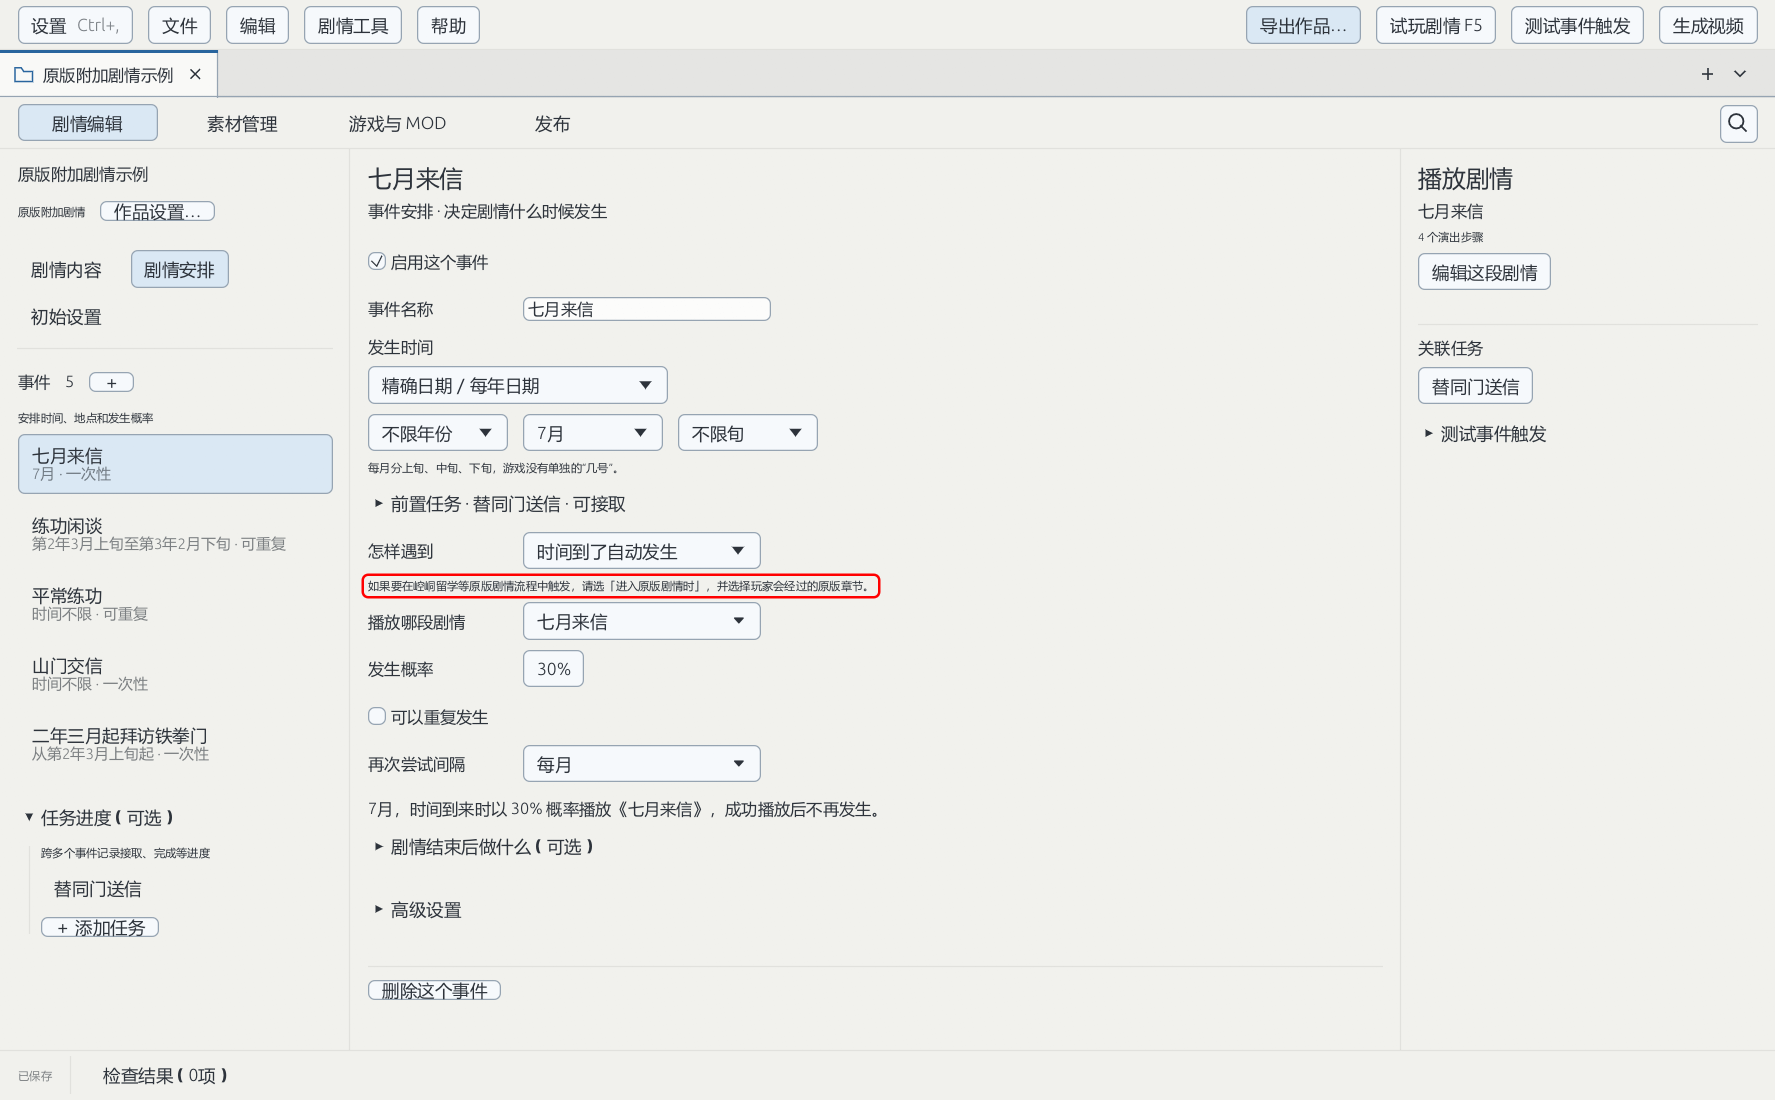 设置 Ctrl+,
文件
编辑
剧情工具
帮助
导出作品...
试玩剧情 F5
测试事件触发
生成视频
原版附加剧情示例
剧情编辑
素材管理
游戏与 MOD
发布
原版附加剧情示例
原版附加剧情
作品设置...
剧情内容
剧情安排
初始设置
事件 5
+
安排时间、地点和发生概率
七月来信
7月 · 一次性
练功闲谈
第2年3月上旬至第3年2月下旬 · 可重复
平常练功
时间不限 · 可重复
山门交信
时间不限 · 一次性
二年三月起拜访铁拳门
从第2年3月上旬起 · 一次性
任务进度 ( 可选 )
跨多个事件记录接取、完成等进度
替同门送信
+ 添加任务
七月来信
事件安排 · 决定剧情什么时候发生
启用这个事件
事件名称 七月来信
发生时间
精确日期 / 每年日期
不限年份 7月 不限旬
每月分上旬、中旬、下旬，游戏没有单独的“几号”。
前置任务 · 替同门送信 · 可接取
怎样遇到 时间到了自动发生
如果要在崆峒留学等原版剧情流程中触发，请选「进入原版剧情时」，并选择玩家会经过的原版章节。
播放哪段剧情 七月来信
发生概率 30%
可以重复发生
再次尝试间隔 每月
7月，时间到来时以 30% 概率播放《七月来信》，成功播放后不再发生。
剧情结束后做什么 ( 可选 )
高级设置
删除这个事件
播放剧情
七月来信
4 个演出步骤
编辑这段剧情
关联任务
替同门送信
测试事件触发
已保存
检查结果 ( 0项 )